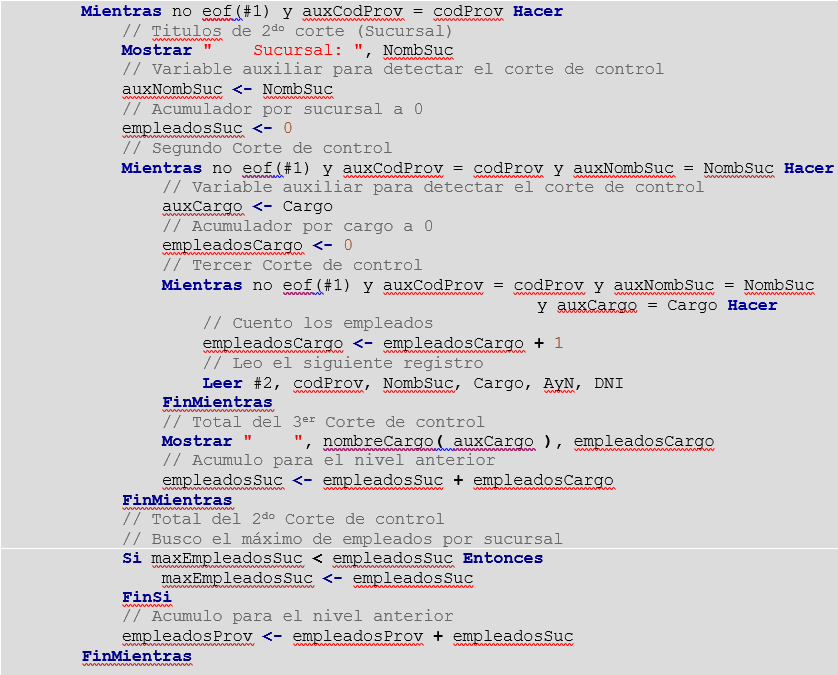 Mientras no eof(#1) y auxCodProv = codProv Hacer
// Titulos de 2do corte (Sucursal)
Mostrar "    Sucursal: ", NombSuc
// Variable auxiliar para detectar el corte de control
auxNombSuc <- NombSuc
// Acumulador por sucursal a 0
empleadosSuc <- 0
// Segundo Corte de control
Mientras no eof(#1) y auxCodProv = codProv y auxNombSuc = NombSuc Hacer
// Variable auxiliar para detectar el corte de control
auxCargo <- Cargo
// Acumulador por cargo a 0
empleadosCargo <- 0
// Tercer Corte de control
Mientras no eof(#1) y auxCodProv = codProv y auxNombSuc = NombSuc
y auxCargo = Cargo Hacer
// Cuento los empleados
empleadosCargo <- empleadosCargo + 1
// Leo el siguiente registro
Leer #2, codProv, NombSuc, Cargo, AyN, DNI
FinMientras
// Total del 3er Corte de control
Mostrar "    ", nombreCargo( auxCargo ), empleadosCargo
// Acumulo para el nivel anterior
empleadosSuc <- empleadosSuc + empleadosCargo
FinMientras
// Total del 2do Corte de control
// Busco el máximo de empleados por sucursal
Si maxEmpleadosSuc < empleadosSuc Entonces
maxEmpleadosSuc <- empleadosSuc
FinSi
// Acumulo para el nivel anterior
empleadosProv <- empleadosProv + empleadosSuc
FinMientras